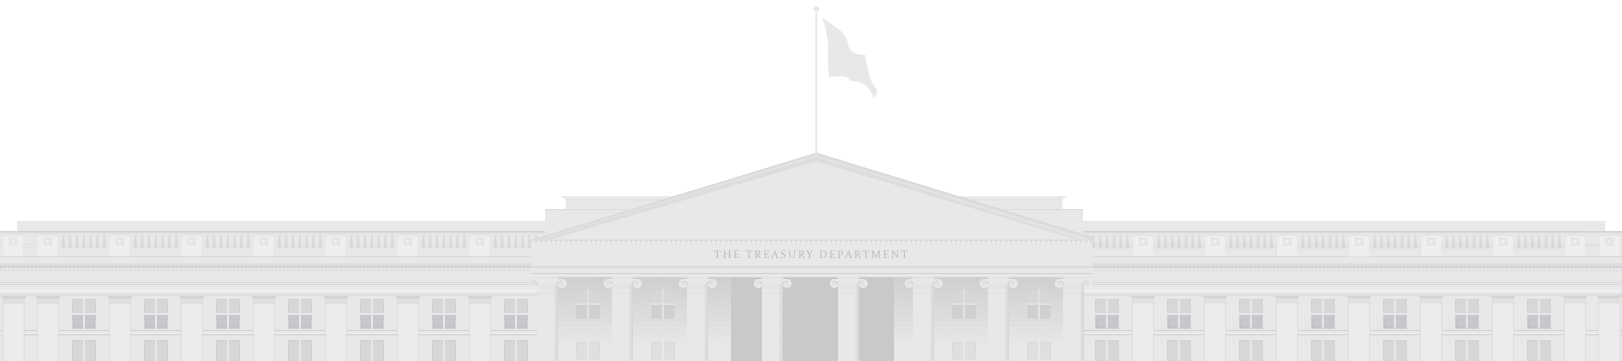 THE TREASURY DEPARTMENT